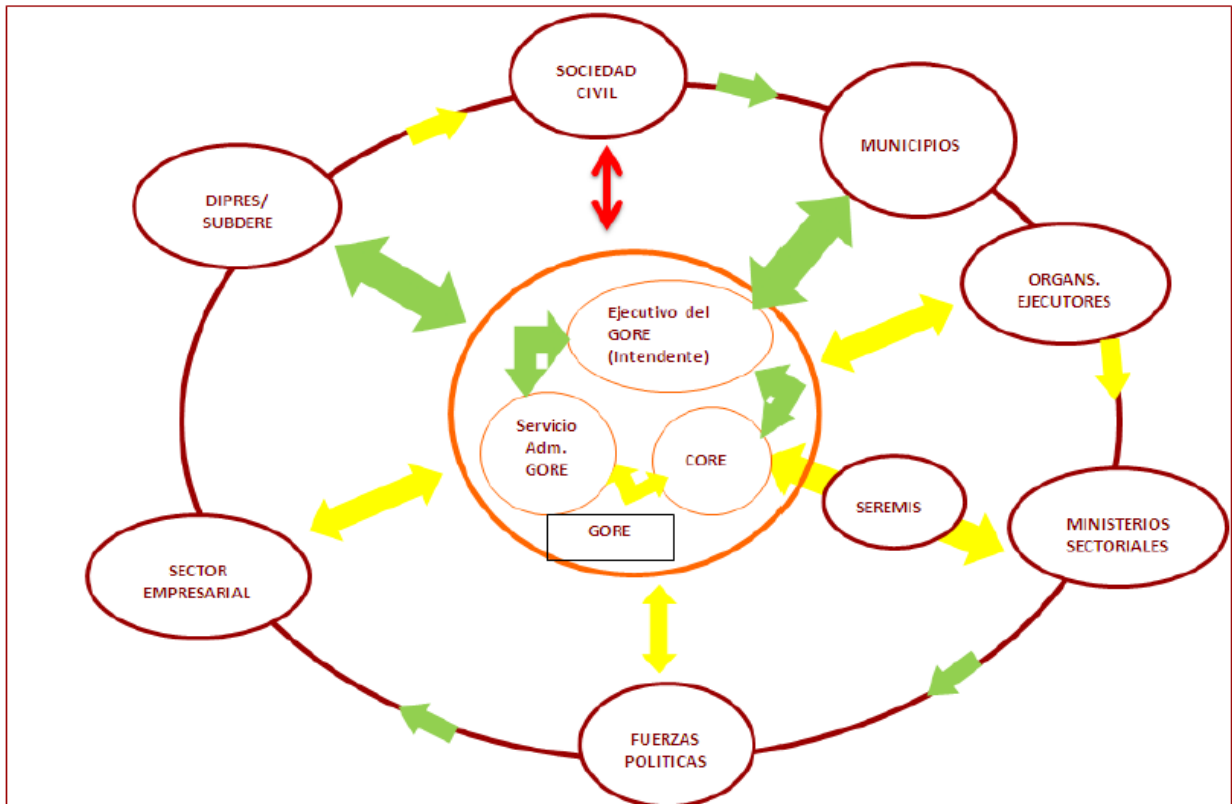 SOCIEDAD
CIVIL
MUNICIPIOS
DIPRES/
SUBDERE
ORGANS.
EJECUTORES
Ejecutivo del
GORE
(Intendente)
Servicio
Adm.
GORE
CORE
SEREMIS
GORE
MINISTERIOS
SECTORIALES
SECTOR
EMPRESARIAL
FUERZAS
POLITICAS